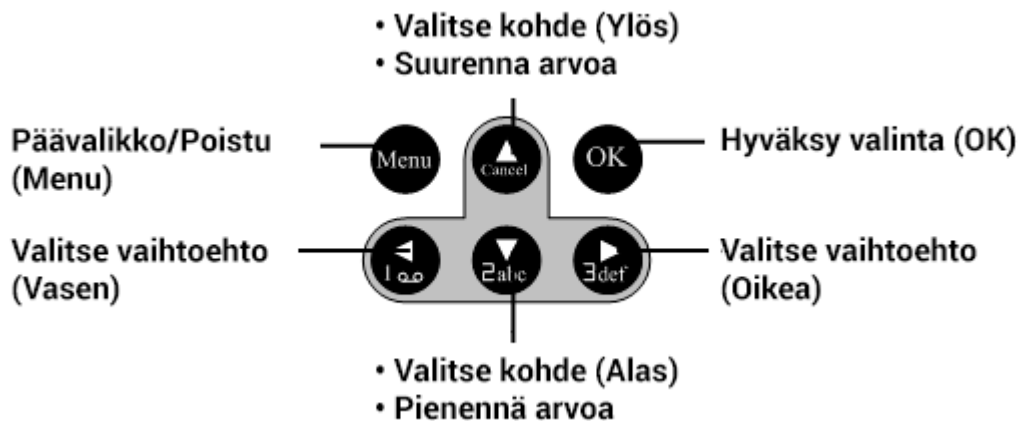 • Valitse kohde (Ylös)
• Suurenna arvoa
Päävalikko/Poistu
(Menu)
Menu
Cancel
OK
Hyväksy valinta (OK)
Valitse vaihtoehto
(Vasen)
1
2abc
3def
Valitse vaihtoehto
(Oikea)
• Valitse kohde (Alas)
• Pienennä arvoa